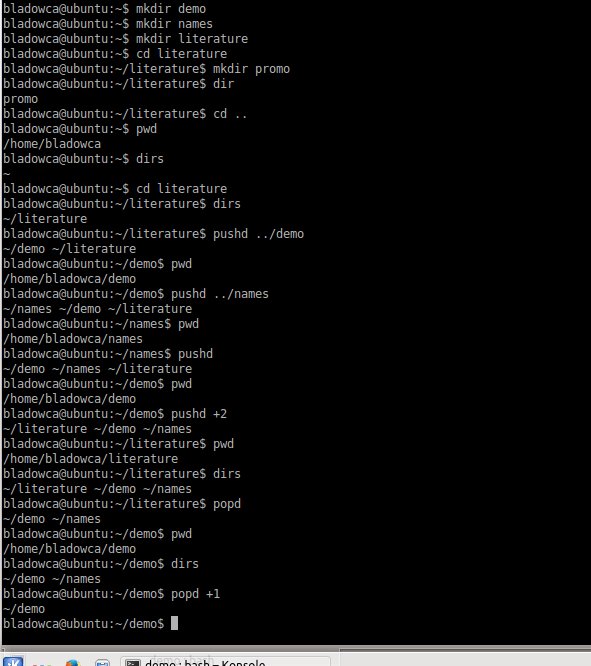 bladowca@ubuntu:~$ mkdir demo
bladowca@ubuntu:~$ mkdir names
bladowca@ubuntu:~$ mkdir literature
bladowca@ubuntu:~$ cd literature
bladowca@ubuntu:~/literature$ mkdir promo
bladowca@ubuntu:~/literature$ dir
promo
bladowca@ubuntu:~/literature$ cd ..
bladowca@ubuntu:~$ pwd
/home/bladowca
bladowca@ubuntu:~$ dirs
~
bladowca@ubuntu:~$ cd literature
bladowca@ubuntu:~/literature$ dirs
~/literature
bladowca@ubuntu:~/literature$ pushd ../demo
~/demo ~/literature
bladowca@ubuntu:~/demo$ pwd
/home/bladowca/demo
bladowca@ubuntu:~/demo$ pushd ../names
~/names ~/demo ~/literature
bladowca@ubuntu:~/names$ pwd
/home/bladowca/names
bladowca@ubuntu:~/names$ pushd
~/demo ~/names ~/literature
bladowca@ubuntu:~/demo$ pwd
/home/bladowca/demo
bladowca@ubuntu:~/demo$ pushd +2
~/literature ~/demo ~/names
bladowca@ubuntu:~/literature$ pwd
/home/bladowca/literature
bladowca@ubuntu:~/literature$ dirs
~/literature ~/demo ~/names
bladowca@ubuntu:~/literature$ popd
~/demo ~/names
bladowca@ubuntu:~/demo$ pwd
/home/bladowca/demo
bladowca@ubuntu:~/demo$ dirs
~/demo ~/names
bladowca@ubuntu:~/demo$ popd +1
~/demo
bladowca@ubuntu:~/demo$
demo : bash – Konsole